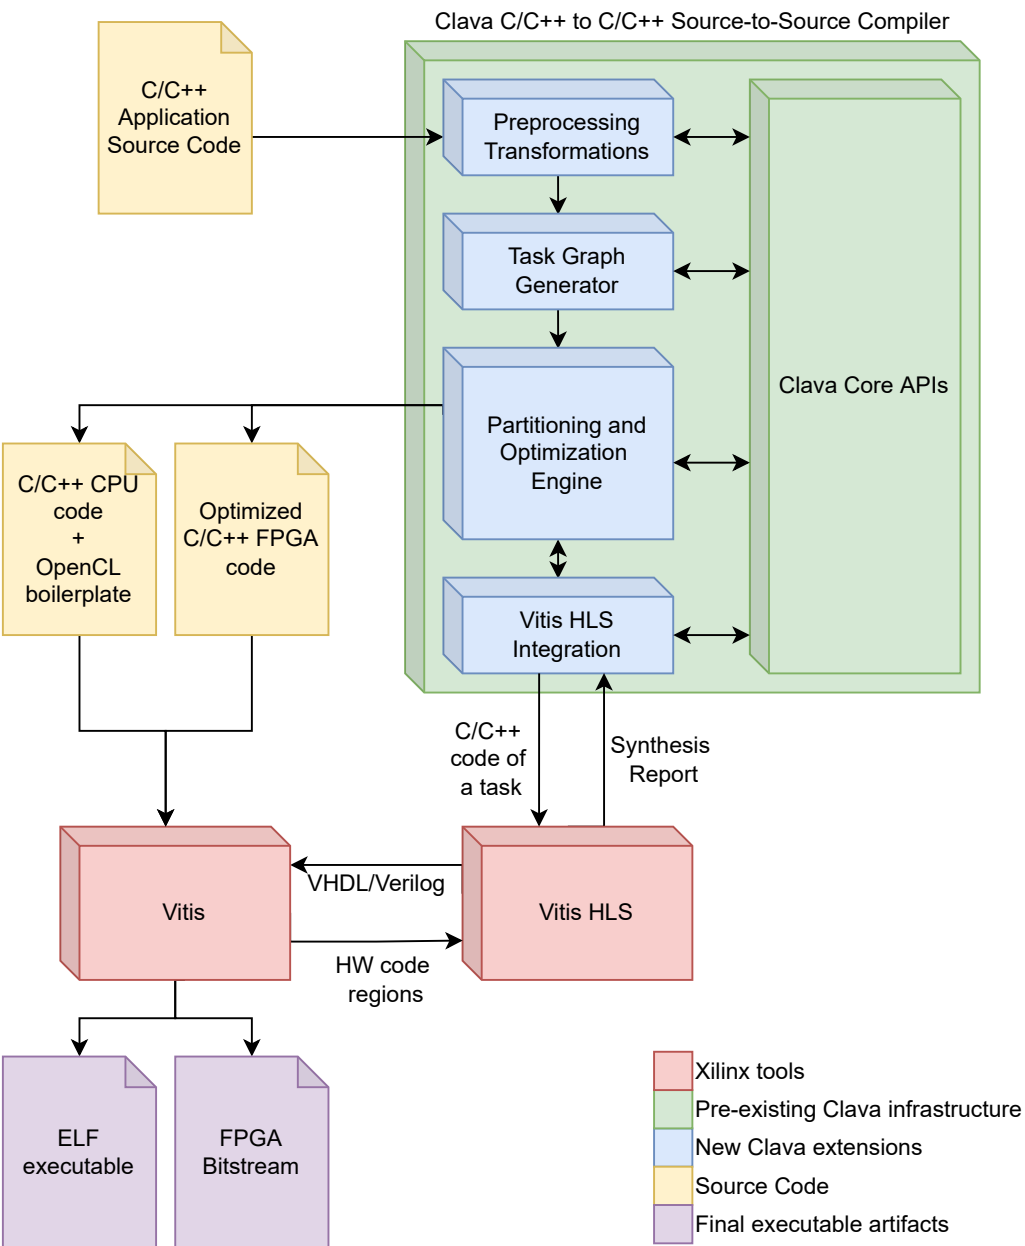 Clava C/C++ to C/C++ Source-to-Source Compiler
C/C++
Application
Source Code
Preprocessing
Transformations
Task Graph
Generator
Clava Core APIs
Partitioning and
Optimization
Engine
C/C++ CPU
code
+
OpenCL
boilerplate
Optimized
C/C++ FPGA
code
Vitis HLS
Integration
C/C++
code of
a task
Synthesis
Report
Vitis
VHDL/Verilog
Vitis HLS
HW code
regions
ELF
executable
FPGA
Bitstream
Xilinx tools
Pre-existing Clava infrastructure
New Clava extensions
Source Code
Final executable artifacts